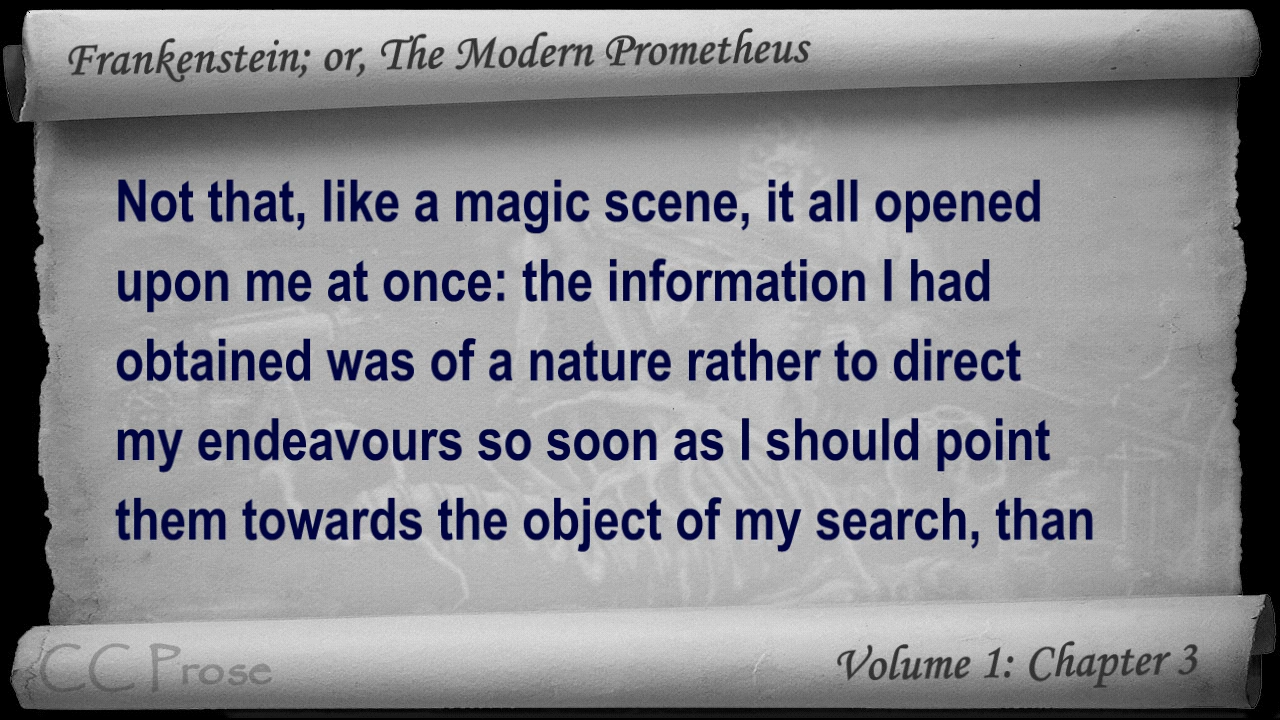 Frankenstein; or, The Modern Prometheus
Not that, like a magic scene, it all opened
upon me at once: the information I had
obtained was of a nature rather to direct
my endeavours so soon as I should point
them towards the object of my search, than
CC Prose
Volume 1: Chapter 3